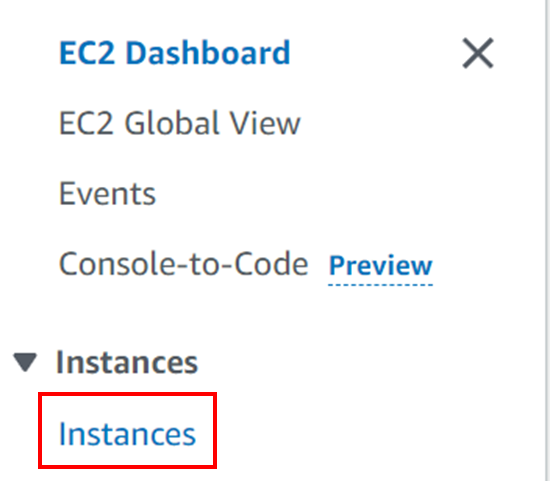 EC2 Dashboard
EC2 Global View
Events
Console-to-Code Preview
Instances
Instances